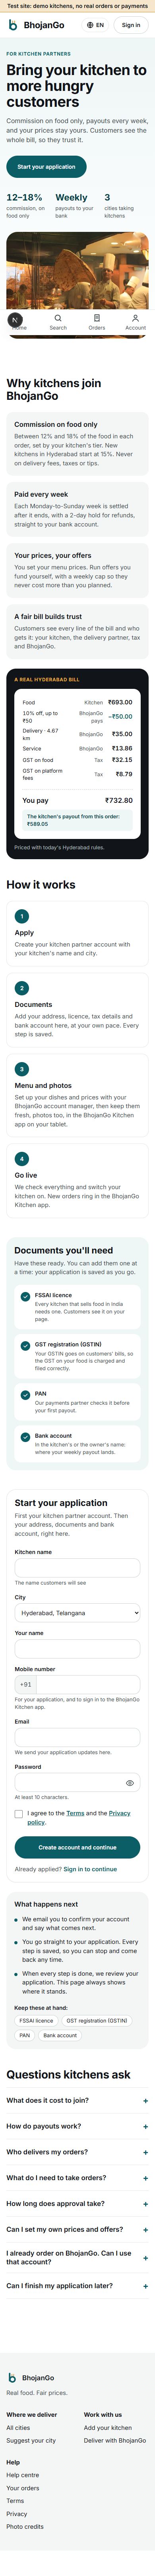 Test site: demo kitchens, no real orders or payments
BhojanGo
EN
Sign in
FOR KITCHEN PARTNERS
Bring your kitchen to
more hungry
customers
Commission on food only, payouts every week,
and your prices stay yours. Customers see the
whole bill, so they trust it.
Start your application
12–18%
commission, on
food only
Weekly
payouts to your
bank
3
cities taking
kitchens
N
Home
Search
Orders
Account
Why kitchens join
BhojanGo
Commission on food only
Between 12% and 18% of the food in each
order, set by your kitchen's tier. New
kitchens in Hyderabad start at 15%. Never
on delivery fees, taxes or tips.
Paid every week
Each Monday-to-Sunday week is settled
after it ends, with a 2-day hold for refunds,
straight to your bank account.
Your prices, your offers
You set your menu prices. Run offers you
fund yourself, with a weekly cap so they
never cost more than you planned.
A fair bill builds trust
Customers see every line of the bill and who
gets it: your kitchen, the delivery partner, tax
and BhojanGo.
A REAL HYDERABAD BILL
Food Kitchen ₹693.00
10% off, up to
₹50 BhojanGo
pays −₹50.00
Delivery · 4.67
km BhojanGo ₹35.00
Service BhojanGo ₹13.86
GST on food Tax ₹32.15
GST on platform
fees Tax ₹8.79
You pay ₹732.80
The kitchen's payout from this order:
₹589.05
Priced with today's Hyderabad rules.
How it works
1
Apply
Create your kitchen partner account with
your kitchen's name and city.
2
Documents
Add your address, licence, tax details and
bank account here, at your own pace. Every
step is saved.
3
Menu and photos
Set up your dishes and prices with your
BhojanGo account manager, then keep them
fresh, photos too, in the BhojanGo Kitchen
app on your tablet.
4
Go live
We check everything and switch your
kitchen on. New orders ring in the BhojanGo
Kitchen app.
Documents you'll need
Have these ready. You can add them one at
a time: your application is saved as you go.
FSSAI licence
Every kitchen that sells food in India
needs one. Customers see it on your
page.
GST registration (GSTIN)
Your GSTIN goes on customers' bills, so
the GST on your food is charged and
filed correctly.
PAN
Our payments partner checks it before
your first payout.
Bank account
In the kitchen's or the owner's name:
where your weekly payouts land.
Start your application
First your kitchen partner account. Then
your address, documents and bank
account, right here.
Kitchen name
The name customers will see
City
Hyderabad, Telangana
Your name
Mobile number
+91
For your application, and to sign in to the BhojanGo
Kitchen app.
Email
We send your application updates here.
Password
At least 10 characters.
I agree to the Terms and the Privacy
policy.
Create account and continue
Already applied? Sign in to continue
What happens next
We email you to confirm your account
and say what comes next.
You go straight to your application. Every
step is saved, so you can stop and come
back any time.
When every step is done, we review your
application. This page always shows
where it stands.
Keep these at hand:
FSSAI licence
GST registration (GSTIN)
PAN
Bank account
Questions kitchens ask
What does it cost to join?
How do payouts work?
Who delivers my orders?
What do I need to take orders?
How long does approval take?
Can I set my own prices and offers?
I already order on BhojanGo. Can I use
that account?
Can I finish my application later?
BhojanGo
Real food. Fair prices.
Where we deliver
All cities
Suggest your city
Work with us
Add your kitchen
Deliver with BhojanGo
Help
Help centre
Your orders
Terms
Privacy
Photo credits